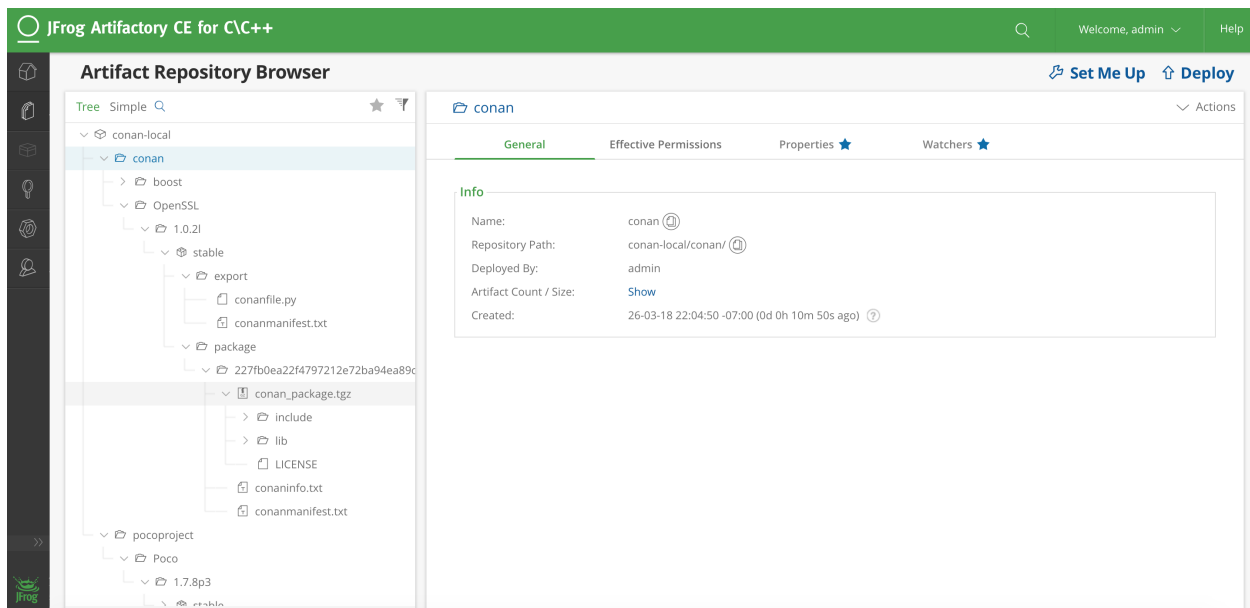 JFrog Artifactory CE for C\C++
Welcome, admin
Help
Artifact Repository Browser
Set Me Up
Deploy
Tree Simple
conan-local
conan
boost
OpenSSL
1.0.2l
stable
export
conanfile.py
conanmanifest.txt
package
227fb0ea22f4797212e72ba94ea89c
conan_package.tgz
include
lib
LICENSE
conaninfo.txt
conanmanifest.txt
pocoproject
Poco
1.7.8p3
stable
conan
Actions
General Effective Permissions Properties Watchers
Info
Name: conan
Repository Path: conan-local/conan/
Deployed By: admin
Artifact Count / Size: Show
Created: 26-03-18 22:04:50 -07:00 (0d 0h 10m 50s ago) ?
JFrog